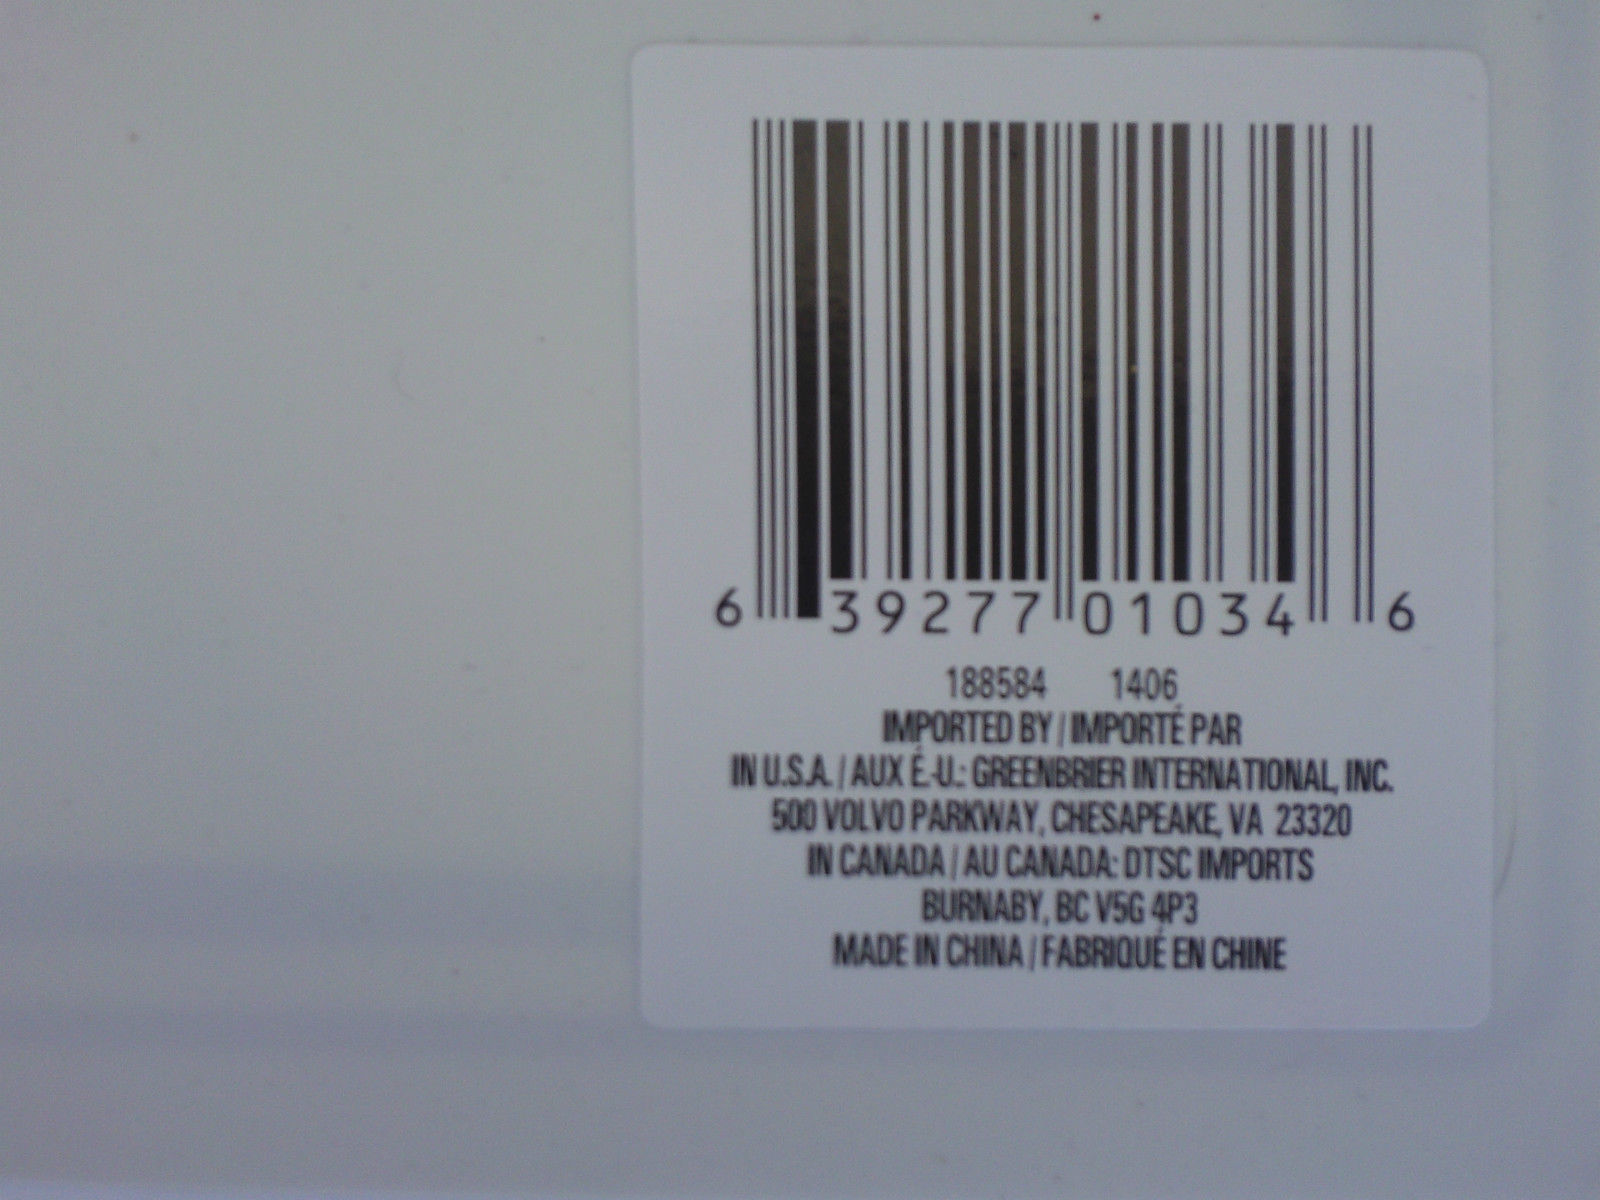 6 39277 01034 6
188584 1406
IMPORTED BY / IMPORTÉ PAR
IN U.S.A. / AUX É.-U.: GREENBRIER INTERNATIONAL, INC.
500 VOLVO PARKWAY, CHESAPEAKE, VA 23320
IN CANADA / AU CANADA: DTSC IMPORTS
BURNABY, BC V5G 4P3
MADE IN CHINA / FABRIQUÉ EN CHINE